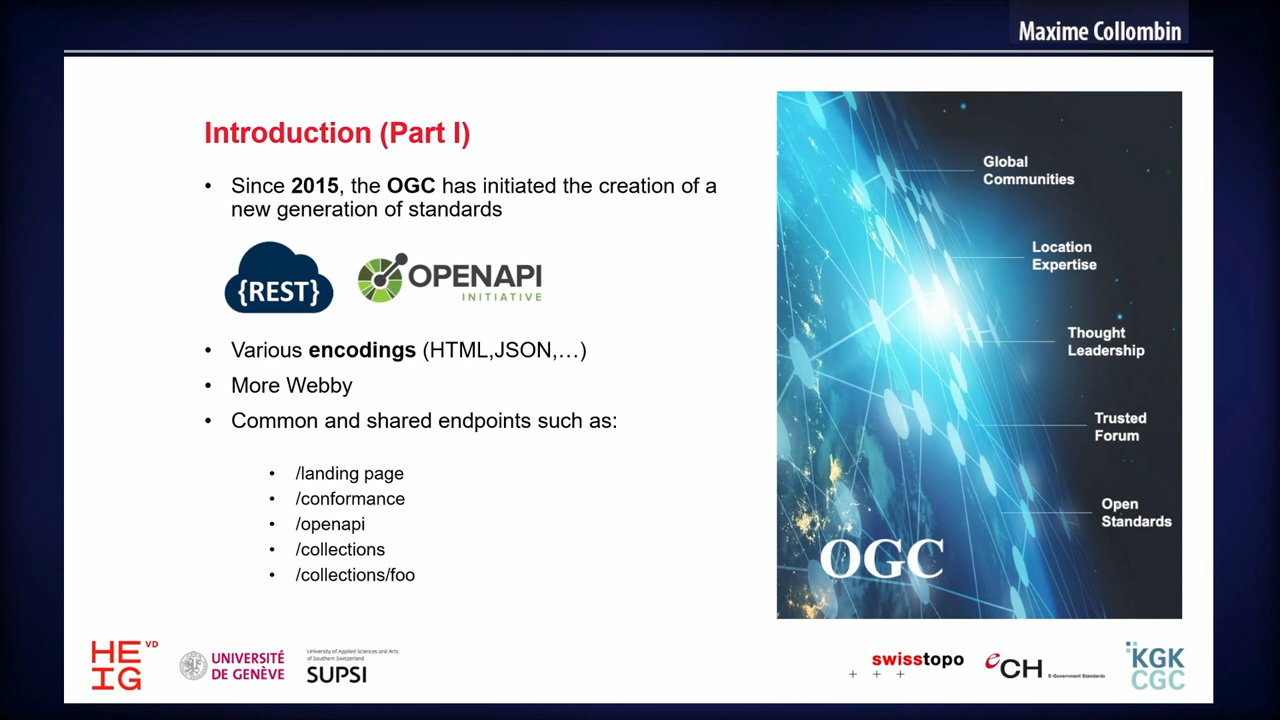 Maxime Collombin
Introduction (Part I)
• Since 2015, the OGC has initiated the creation of a
new generation of standards
{REST}
OPENAPI
INITIATIVE
• Various encodings (HTML,JSON,…)
• More Webby
• Common and shared endpoints such as:
• /landing page
• /conformance
• /openapi
• /collections
• /collections/foo
Global
Communities
Location
Expertise
Thought
Leadership
Trusted
Forum
Open
Standards
OGC
HE
IG
VD
UNIVERSITÉ
DE GENÈVE
University of Applied Sciences and Arts
of Southern Switzerland
SUPSI
swisstopo
eCH
E-Government Standards
KGK
CGC